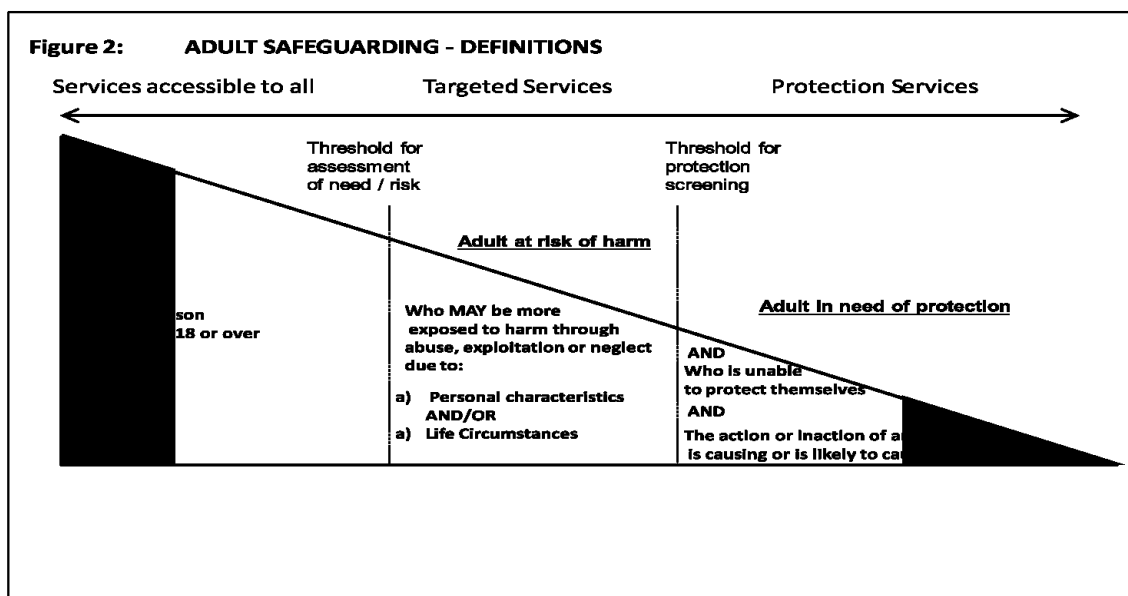 Figure 2: ADULT SAFEGUARDING - DEFINITIONS
Services accessible to all Targeted Services Protection Services
Threshold for
assessment
of need / risk
Threshold for
protection
screening
Adult at risk of harm
Adult in need of protection
son
18 or over
Who MAY be more
exposed to harm through
abuse, exploitation or neglect
due to:
a) Personal characteristics
AND/OR
a) Life Circumstances
AND
Who is unable
to protect themselves
AND
The action or inaction of
is causing or is likely to